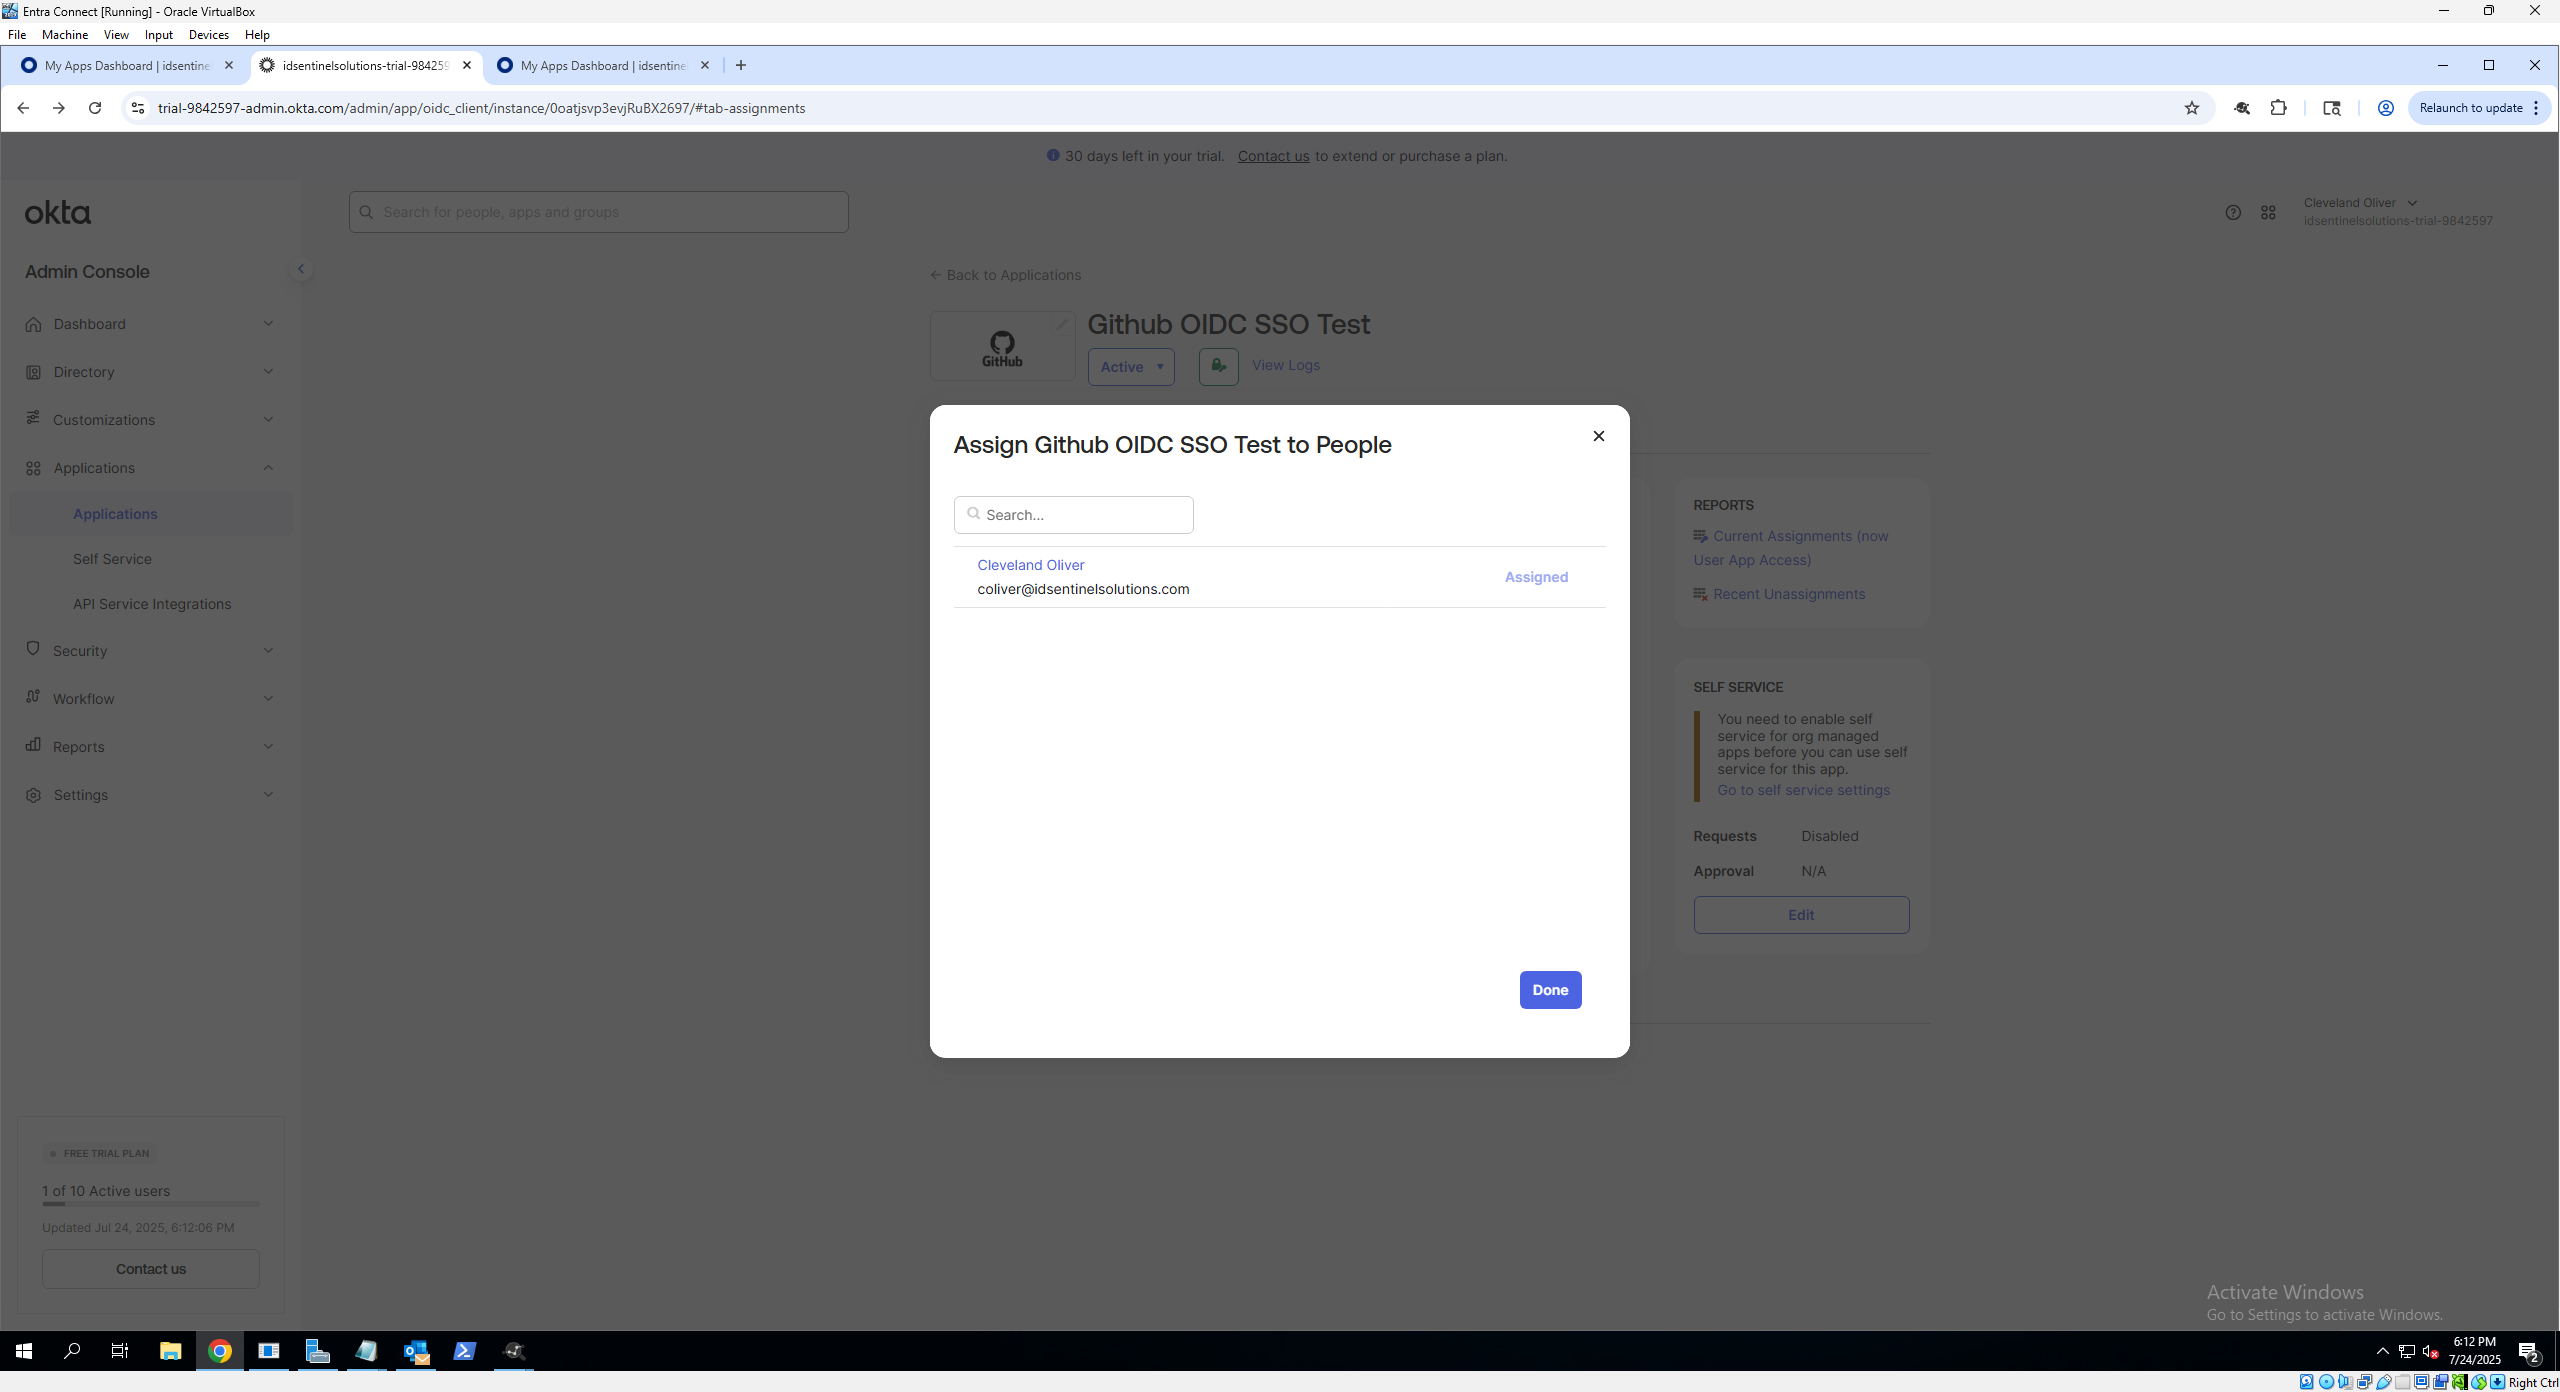 Entra Connect [Running] - Oracle VirtualBox
File Machine View Input Devices Help
My Apps Dashboard | idsentine
idsentinelsolutions-trial-984259
My Apps Dashboard | idsentine
trial-9842597-admin.okta.com/admin/app/oidc_client/instance/0oatjsvp3evjRuBX2697/#tab-assignments
Relaunch to update
30 days left in your trial. Contact us to extend or purchase a plan.
okta
Search for people, apps and groups
Cleveland Oliver
idsentinelsolutions-trial-9842597
Admin Console
Dashboard
Directory
Customizations
Applications
Applications
Self Service
API Service Integrations
Security
Workflow
Reports
Settings
FREE TRIAL PLAN
1 of 10 Active users
Updated Jul 24, 2025, 6:12:06 PM
Contact us
← Back to Applications
GitHub
Github OIDC SSO Test
Active
View Logs
Assign Github OIDC SSO Test to People
Search...
Cleveland Oliver
coliver@idsentinelsolutions.com
Assigned
Done
REPORTS
Current Assignments (now
User App Access)
Recent Unassignments
SELF SERVICE
You need to enable self
service for org managed
apps before you can use self
service for this app.
Go to self service settings
Requests Disabled
Approval N/A
Edit
Activate Windows
Go to Settings to activate Windows.
6:12 PM
7/24/2025
2
Right Ctrl